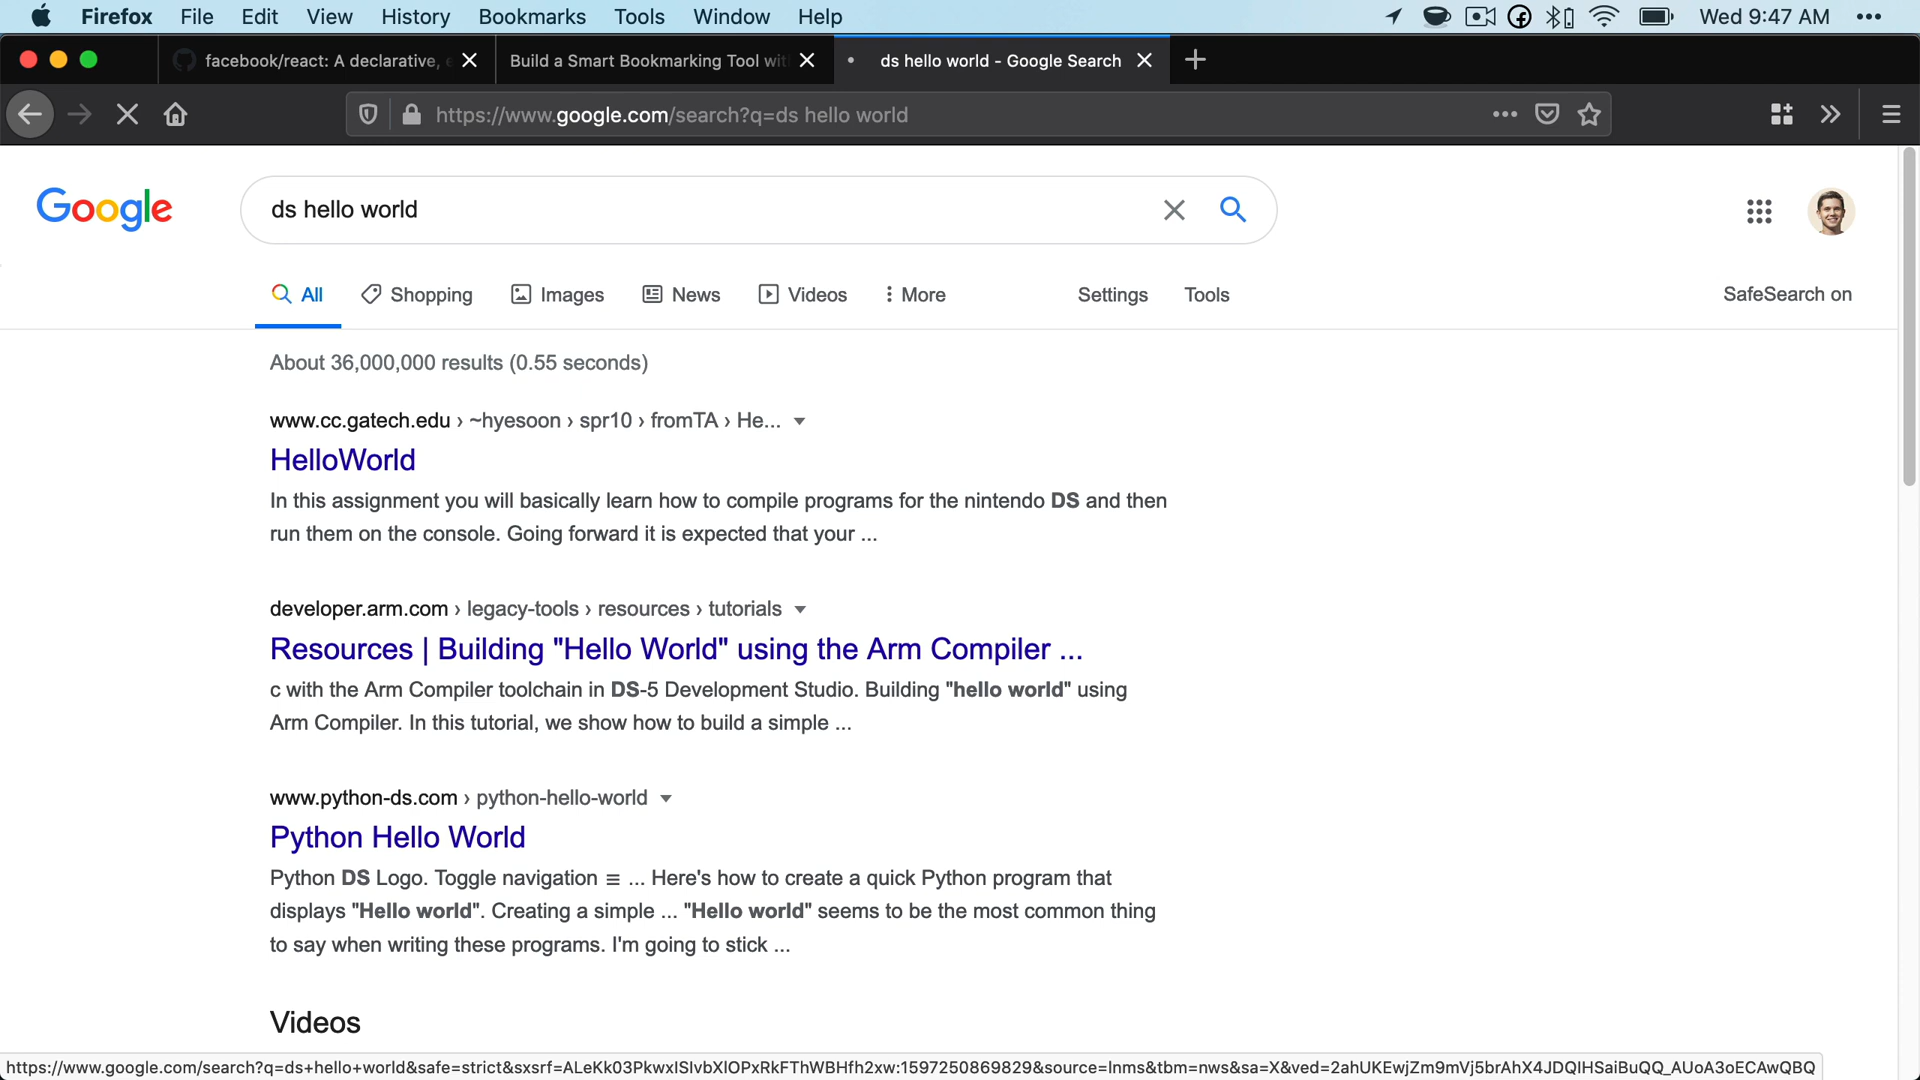 Firefox File Edit View History Bookmarks Tools Window Help Wed 9:47 AM
facebook/react: A declarative, e Build a Smart Bookmarking Tool wit ds hello world - Google Search
https://www.google.com/search?q=ds hello world
Google
ds hello world
All Shopping Images News Videos More Settings Tools SafeSearch on
About 36,000,000 results (0.55 seconds)
www.cc.gatech.edu › ~hyesoon › spr10 › fromTA › He...
HelloWorld
In this assignment you will basically learn how to compile programs for the nintendo DS and then
run them on the console. Going forward it is expected that your ...
developer.arm.com › legacy-tools › resources › tutorials
Resources | Building "Hello World" using the Arm Compiler ...
c with the Arm Compiler toolchain in DS-5 Development Studio. Building "hello world" using
Arm Compiler. In this tutorial, we show how to build a simple ...
www.python-ds.com › python-hello-world
Python Hello World
Python DS Logo. Toggle navigation ≡ ... Here's how to create a quick Python program that
displays "Hello world". Creating a simple ... "Hello world" seems to be the most common thing
to say when writing these programs. I'm going to stick ...
Videos
https://www.google.com/search?q=ds+hello+world&safe=strict&sxsrf=ALeKk03PkwxISIvbXlOPxRkFThWBHfh2xw:1597250869829&source=lnms&tbm=nws&sa=X&ved=2ahUKEwjZm9mVj5brAhX4JDQIHSaiBuQQ_AUoA3oECAwQBQ